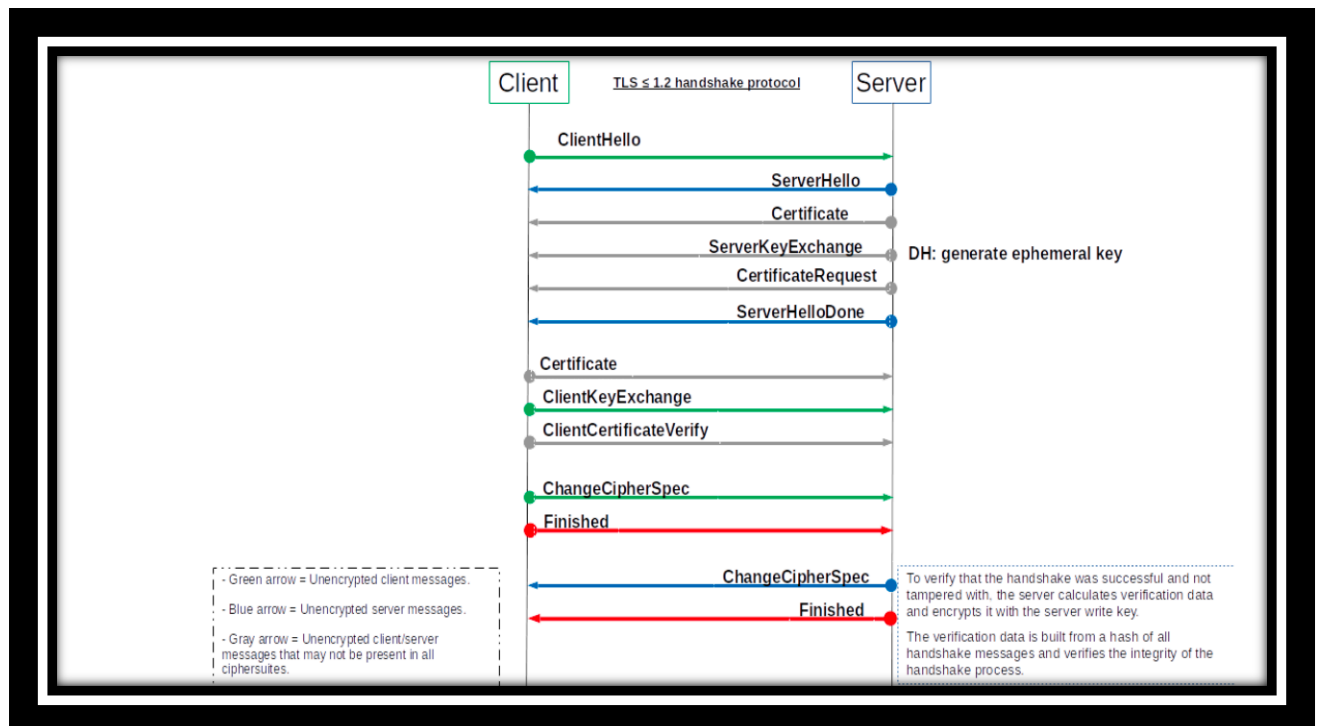 Client
TLS ≤ 1.2 handshake protocol
Server
ClientHello
ServerHello
Certificate
ServerKeyExchange
DH: generate ephemeral key
CertificateRequest
ServerHelloDone
Certificate
ClientKeyExchange
ClientCertificateVerify
ChangeCipherSpec
Finished
ChangeCipherSpec
Finished
- Green arrow = Unencrypted client messages.
- Blue arrow = Unencrypted server messages.
- Gray arrow = Unencrypted client/server
messages that may not be present in all
ciphersuites.
To verify that the handshake was successful and not
tampered with, the server calculates verification data
and encrypts it with the server write key.
The verification data is built from a hash of all
handshake messages and verifies the integrity of the
handshake process.